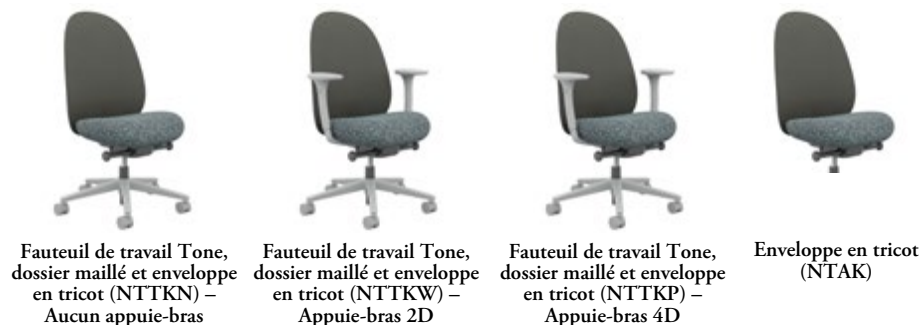 Fauteuil de travail Tone,
dossier maillé et enveloppe
en tricot (NTTKN) –
Aucun appuie-bras
Fauteuil de travail Tone,
dossier maillé et enveloppe
en tricot (NTTKW) –
Appuie-bras 2D
Fauteuil de travail Tone,
dossier maillé et enveloppe
en tricot (NTTKP) –
Appuie-bras 4D
Enveloppe en tricot
(NTAK)